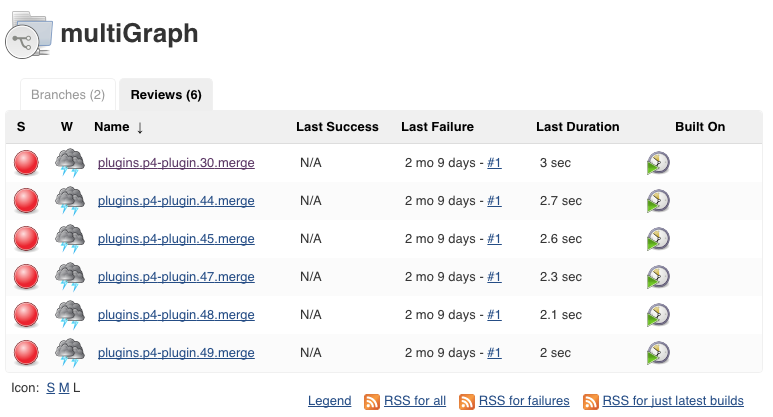 multiGraph
Branches (2) Reviews (6)
S W Name ↓ Last Success Last Failure Last Duration Built On
plugins.p4-plugin.30.merge N/A 2 mo 9 days - #1 3 sec
plugins.p4-plugin.44.merge N/A 2 mo 9 days - #1 2.7 sec
plugins.p4-plugin.45.merge N/A 2 mo 9 days - #1 2.6 sec
plugins.p4-plugin.47.merge N/A 2 mo 9 days - #1 2.3 sec
plugins.p4-plugin.48.merge N/A 2 mo 9 days - #1 2.1 sec
plugins.p4-plugin.49.merge N/A 2 mo 9 days - #1 2 sec
Icon: S M L
Legend RSS for all RSS for failures RSS for just latest builds